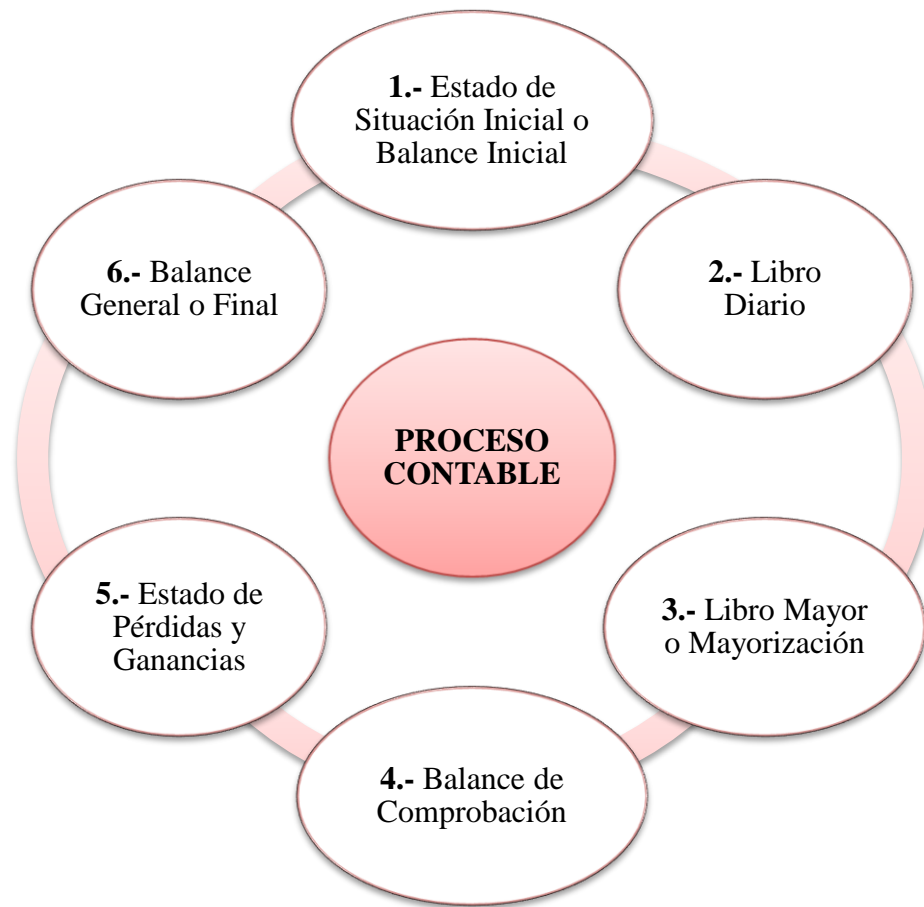 1.- Estado de
Situación Inicial o
Balance Inicial
2.- Libro
Diario
3.- Libro Mayor
o Mayorización
4.- Balance de
Comprobación
5.- Estado de
Pérdidas y
Ganancias
6.- Balance
General o Final
PROCESO
CONTABLE